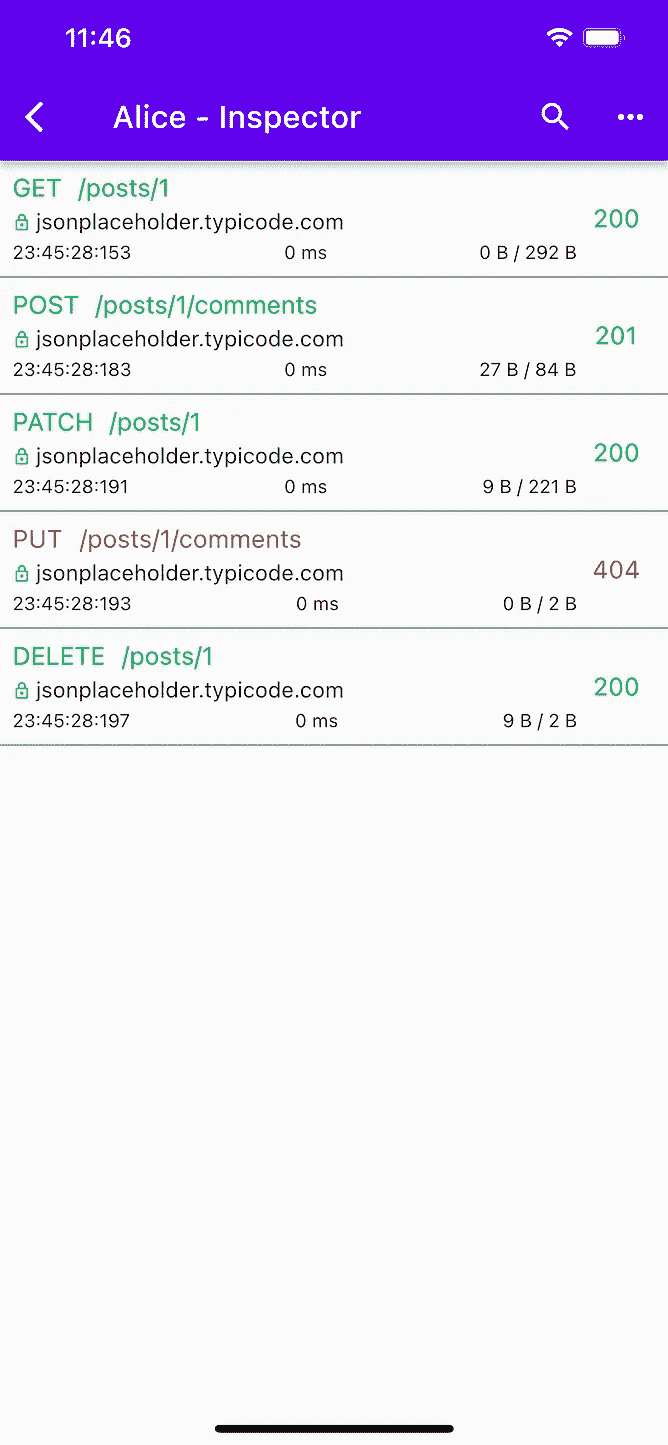 11:46
Alice - Inspector
GET /posts/1
jsonplaceholder.typicode.com
200
23:45:28:153 0 ms 0 B / 292 B
POST /posts/1/comments
jsonplaceholder.typicode.com
201
23:45:28:183 0 ms 27 B / 84 B
PATCH /posts/1
jsonplaceholder.typicode.com
200
23:45:28:191 0 ms 9 B / 221 B
PUT /posts/1/comments
jsonplaceholder.typicode.com
404
23:45:28:193 0 ms 0 B / 2 B
DELETE /posts/1
jsonplaceholder.typicode.com
200
23:45:28:197 0 ms 9 B / 2 B